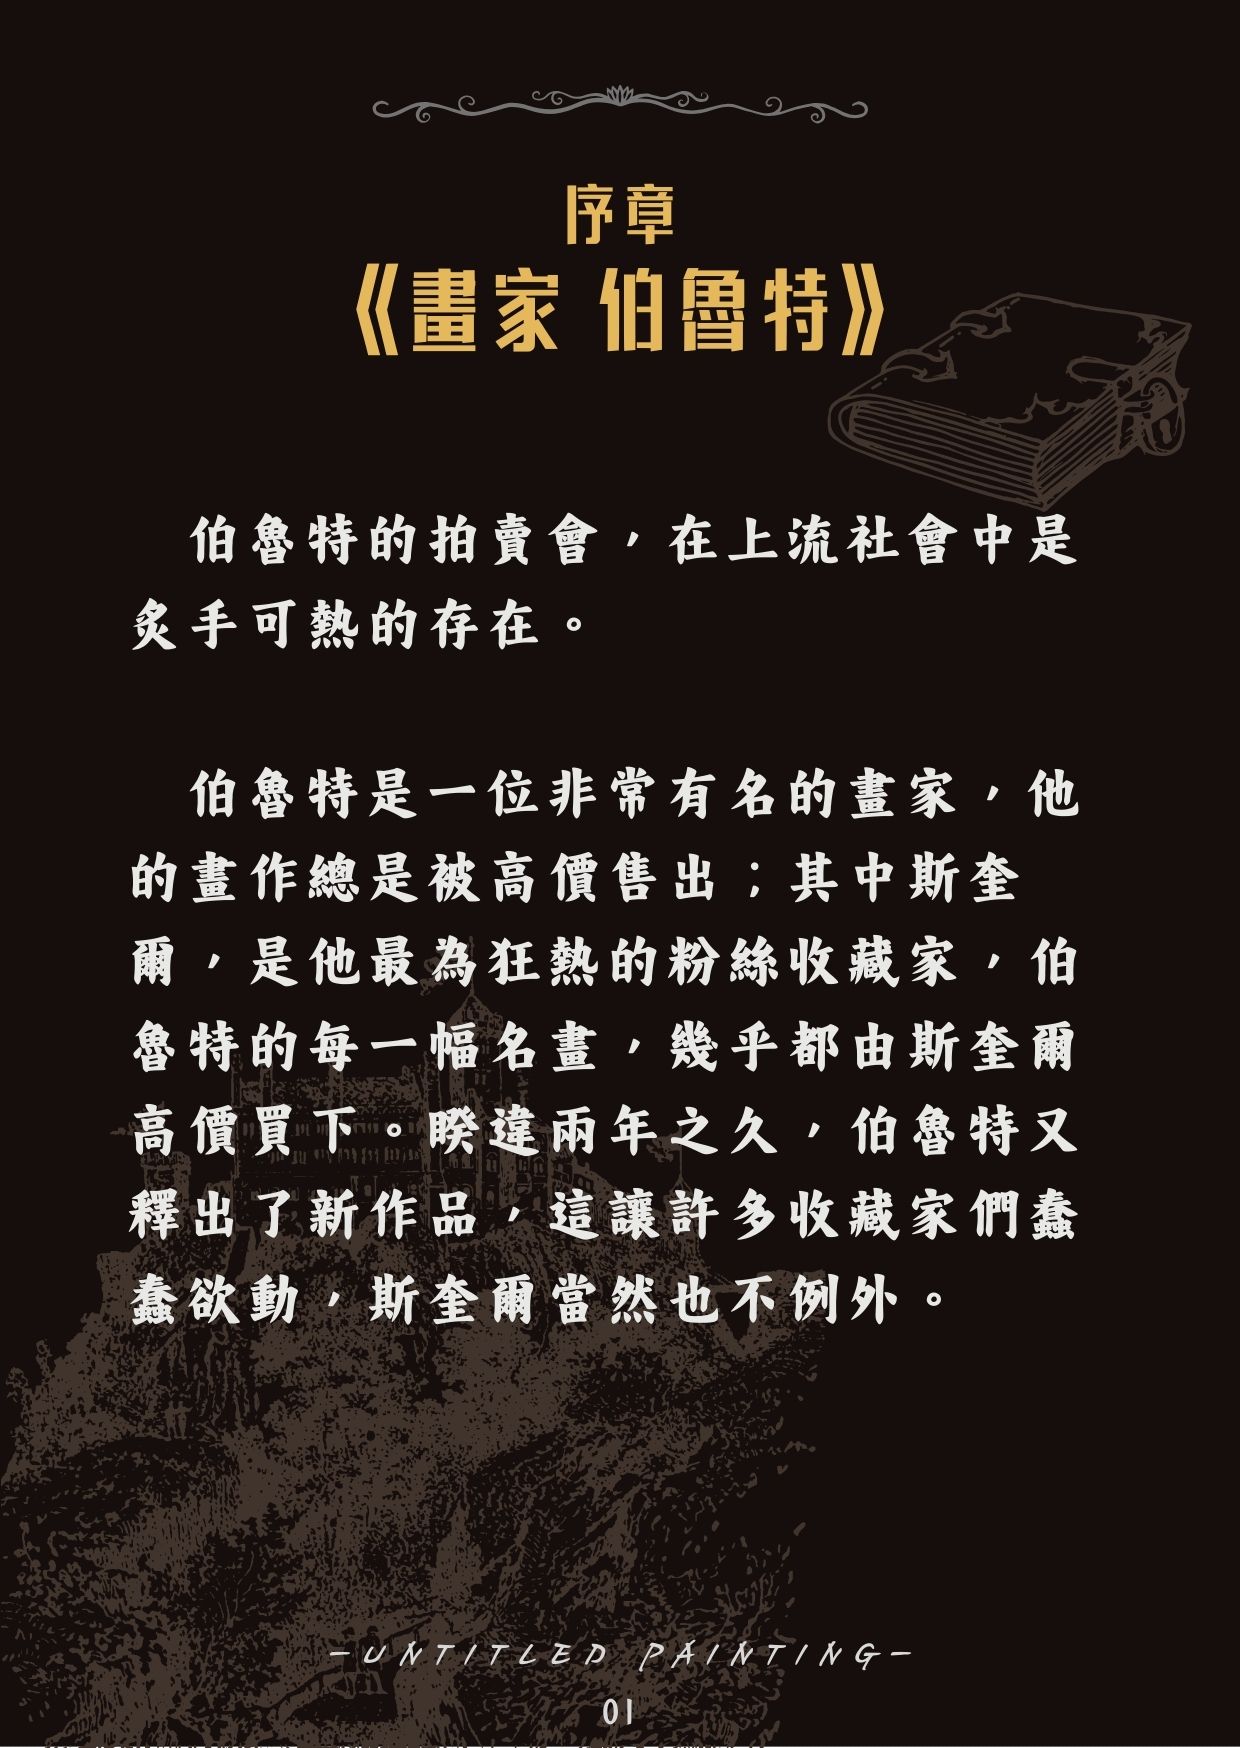 序章
《畫家 伯魯特》
伯魯特的拍賣會，在上流社會中是
炙手可熱的存在。
伯魯特是一位非常有名的畫家，他
的畫作總是被高價售出；其中斯奎
爾，是他最為狂熱的粉絲收藏家，伯
魯特的每一幅名畫，幾乎都由斯奎爾
高價買下。睽違兩年之久，伯魯特又
釋出了新作品，這讓許多收藏家們蠢
蠢欲動，斯奎爾當然也不例外。
-UNTITLED PAINTING-
01